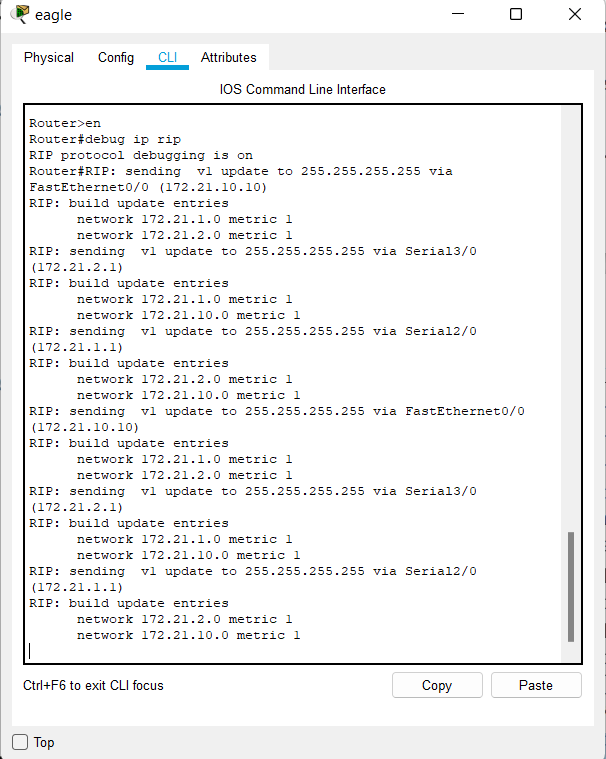 eagle
Physical Config CLI Attributes
IOS Command Line Interface
Router>en
Router#debug ip rip
RIP protocol debugging is on
Router#RIP: sending  v1 update to 255.255.255.255 via
FastEthernet0/0 (172.21.10.10)
RIP: build update entries
      network 172.21.1.0 metric 1
      network 172.21.2.0 metric 1
RIP: sending  v1 update to 255.255.255.255 via Serial3/0
(172.21.2.1)
RIP: build update entries
      network 172.21.1.0 metric 1
      network 172.21.10.0 metric 1
RIP: sending  v1 update to 255.255.255.255 via Serial2/0
(172.21.1.1)
RIP: build update entries
      network 172.21.2.0 metric 1
      network 172.21.10.0 metric 1
RIP: sending  v1 update to 255.255.255.255 via FastEthernet0/0
(172.21.10.10)
RIP: build update entries
      network 172.21.1.0 metric 1
      network 172.21.2.0 metric 1
RIP: sending  v1 update to 255.255.255.255 via Serial3/0
(172.21.2.1)
RIP: build update entries
      network 172.21.1.0 metric 1
      network 172.21.10.0 metric 1
RIP: sending  v1 update to 255.255.255.255 via Serial2/0
(172.21.1.1)
RIP: build update entries
      network 172.21.2.0 metric 1
      network 172.21.10.0 metric 1
Ctrl+F6 to exit CLI focus Copy Paste
Top